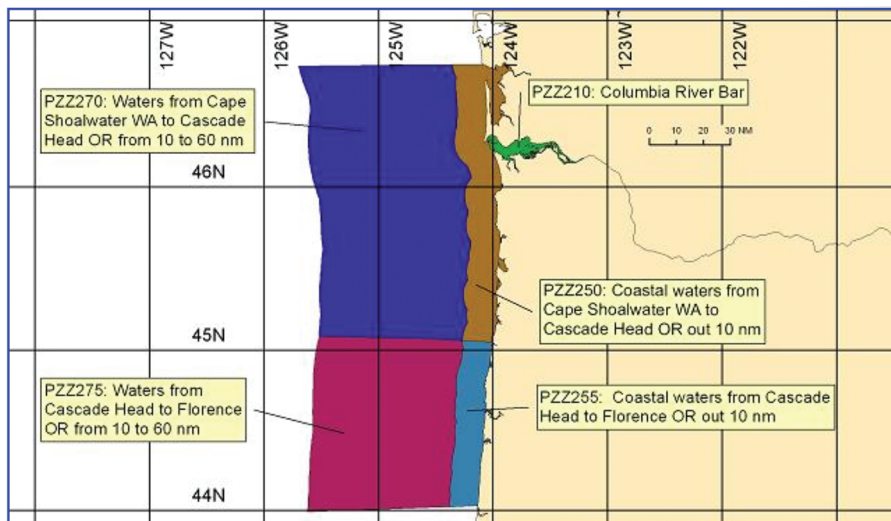 127W
126W
125W
124W
123W
122W
PZZ270: Waters from Cape
Shoalwater WA to Cascade
Head OR from 10 to 60 nm
PZZ210: Columbia River Bar
0 10 20 30 NM
46N
PZZ250: Coastal waters from
Cape Shoalwater WA to
Cascade Head OR out 10 nm
45N
PZZ275: Waters from
Cascade Head to Florence
OR from 10 to 60 nm
PZZ255: Coastal waters from Cascade
Head to Florence OR out 10 nm
44N